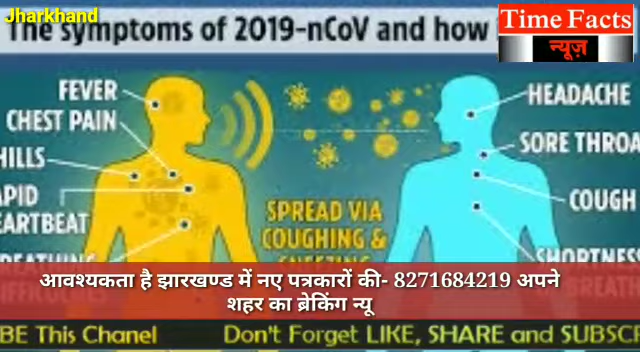 Jharkhand
The symptoms of 2019-nCoV and how
Time Facts
न्यूज़
FEVER
CHEST PAIN
HILLS
APID
EARTBEAT
HEADACHE
SORE THROA
COUGH
SHORTNESS
SPREAD VIA
COUGHING &
आवश्यकता है झारखण्ड में नए पत्रकारों की- 8271684219 अपने
शहर का ब्रेकिंग न्यू
BE This Chanel Don't Forget LIKE, SHARE and SUBSC